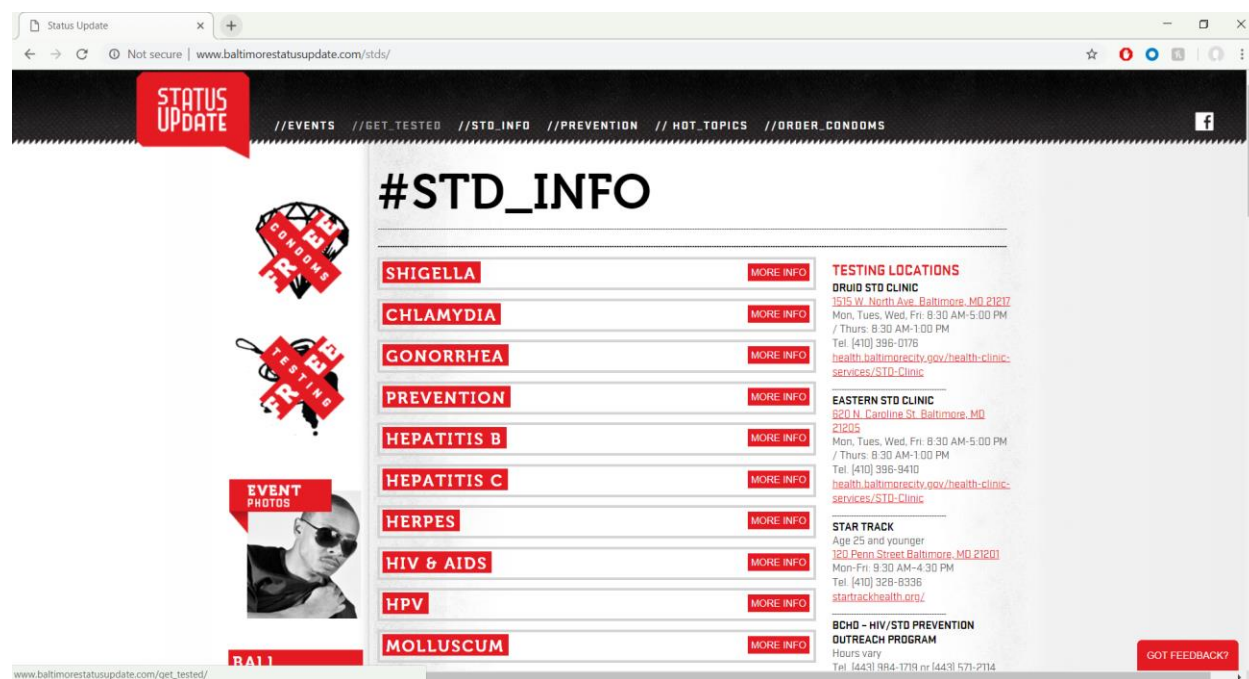 Status Update
Not secure | www.baltimorestatusupdate.com/stds/
STATUS
UPDATE
//EVENTS //GET_TESTED //STD_INFO //PREVENTION // HOT_TOPICS //ORDER_CONDOMS
f
#STD_INFO
FREE
CONDOMS
FREE
TESTING
EVENT
PHOTOS
BALL
SHIGELLA MORE INFO
CHLAMYDIA MORE INFO
GONORRHEA MORE INFO
PREVENTION MORE INFO
HEPATITIS B MORE INFO
HEPATITIS C MORE INFO
HERPES MORE INFO
HIV & AIDS MORE INFO
HPV MORE INFO
MOLLUSCUM MORE INFO
TESTING LOCATIONS
DRUID STD CLINIC
1515 W. North Ave. Baltimore, MD 21217
Mon, Tues, Wed, Fri: 8:30 AM-5:00 PM
/ Thurs: 8:30 AM-1:00 PM
Tel. (410) 396-0176
health.baltimorecity.gov/health-clinic-
services/STD-Clinic
EASTERN STD CLINIC
620 N. Caroline St. Baltimore, MD
21205
Mon, Tues, Wed, Fri: 8:30 AM-5:00 PM
/ Thurs: 8:30 AM-1:00 PM
Tel. (410) 396-9410
health.baltimorecity.gov/health-clinic-
services/STD-Clinic
STAR TRACK
Age 25 and younger
120 Penn Street Baltimore, MD 21201
Mon-Fri: 9:30 AM–4:30 PM
Tel. (410) 328-8336
startrackhealth.org/
BCHD – HIV/STD PREVENTION
OUTREACH PROGRAM
Hours vary
Tel. (443) 984-1719 or (443) 571-2114
GOT FEEDBACK?
www.baltimorestatusupdate.com/get_tested/